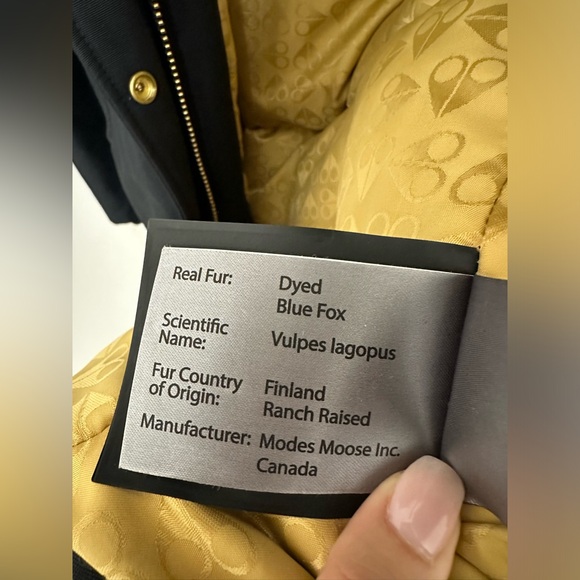 Real Fur: Dyed
Blue Fox
Scientific
Name: Vulpes lagopus
Fur Country
of Origin: Finland
Ranch Raised
Manufacturer: Modes Moose Inc.
Canada